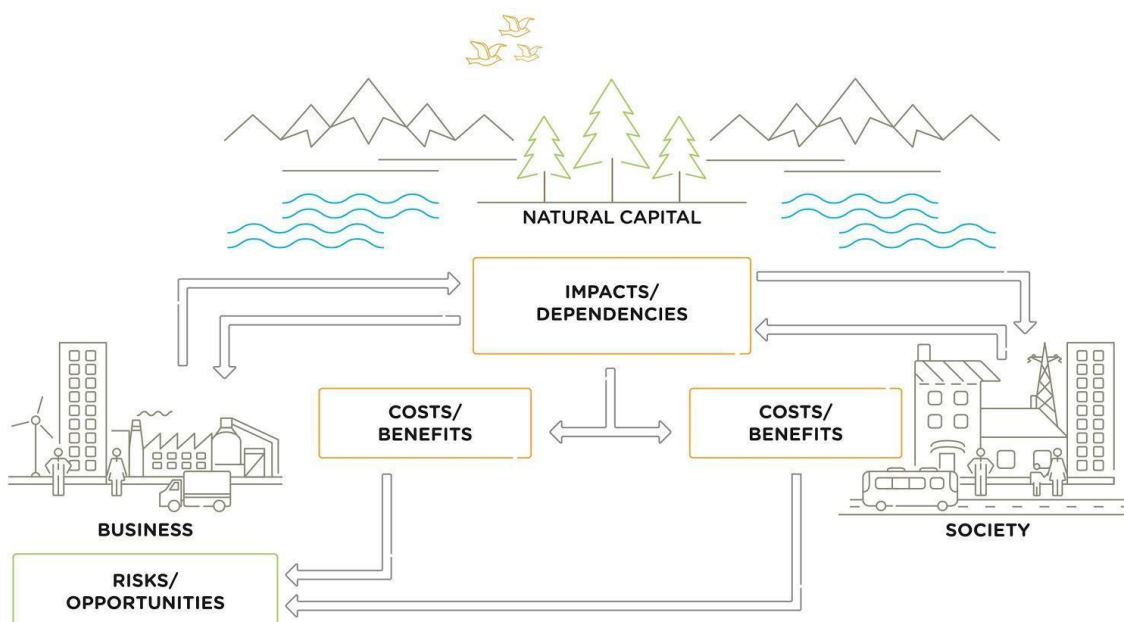 NATURAL CAPITAL
IMPACTS/
DEPENDENCIES
COSTS/
BENEFITS
COSTS/
BENEFITS
BUSINESS
SOCIETY
RISKS/
OPPORTUNITIES